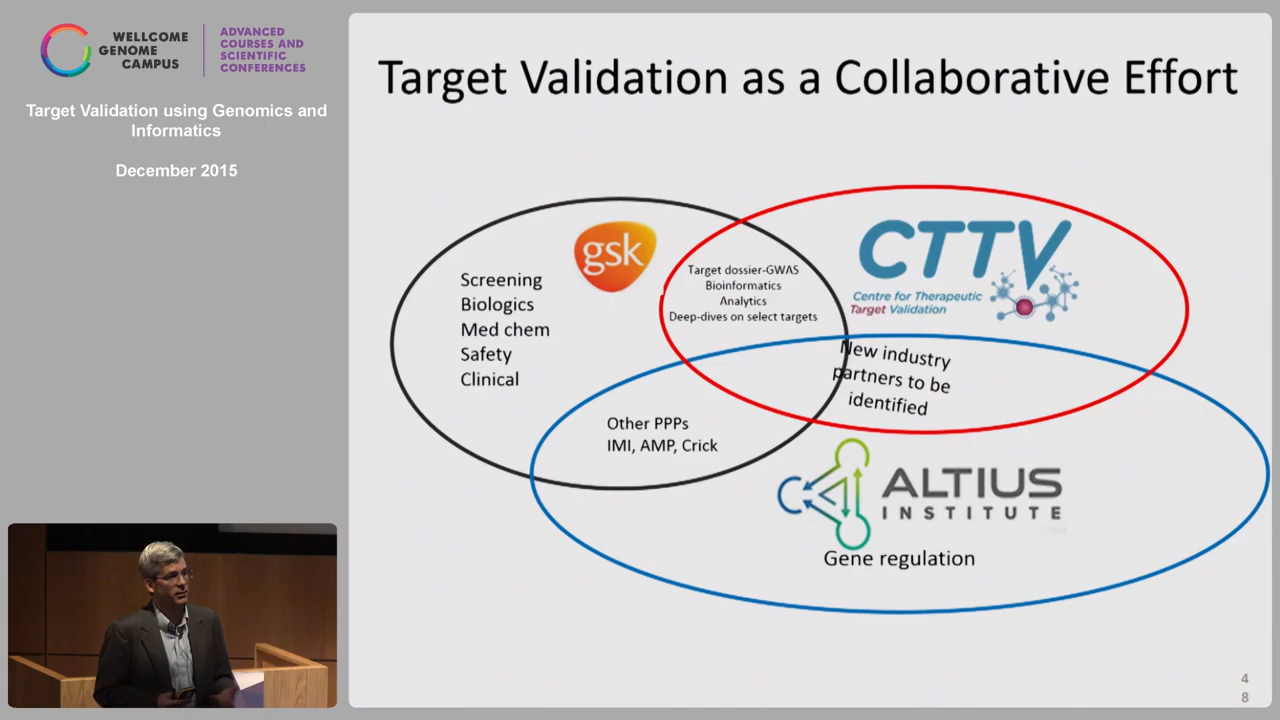 WELLCOME
GENOME
CAMPUS
ADVANCED
COURSES AND
SCIENTIFIC
CONFERENCES
Target Validation using Genomics and
Informatics
December 2015
Target Validation as a Collaborative Effort
gsk
Screening
Biologics
Med chem
Safety
Clinical
Target dossier-GWAS
Bioinformatics
Analytics
Deep-dives on select targets
CTTV
Centre for Therapeutic
Target Validation
New industry
partners to be
identified
Other PPPs
IMI, AMP, Crick
ALTIUS
INSTITUTE
Gene regulation
4
8